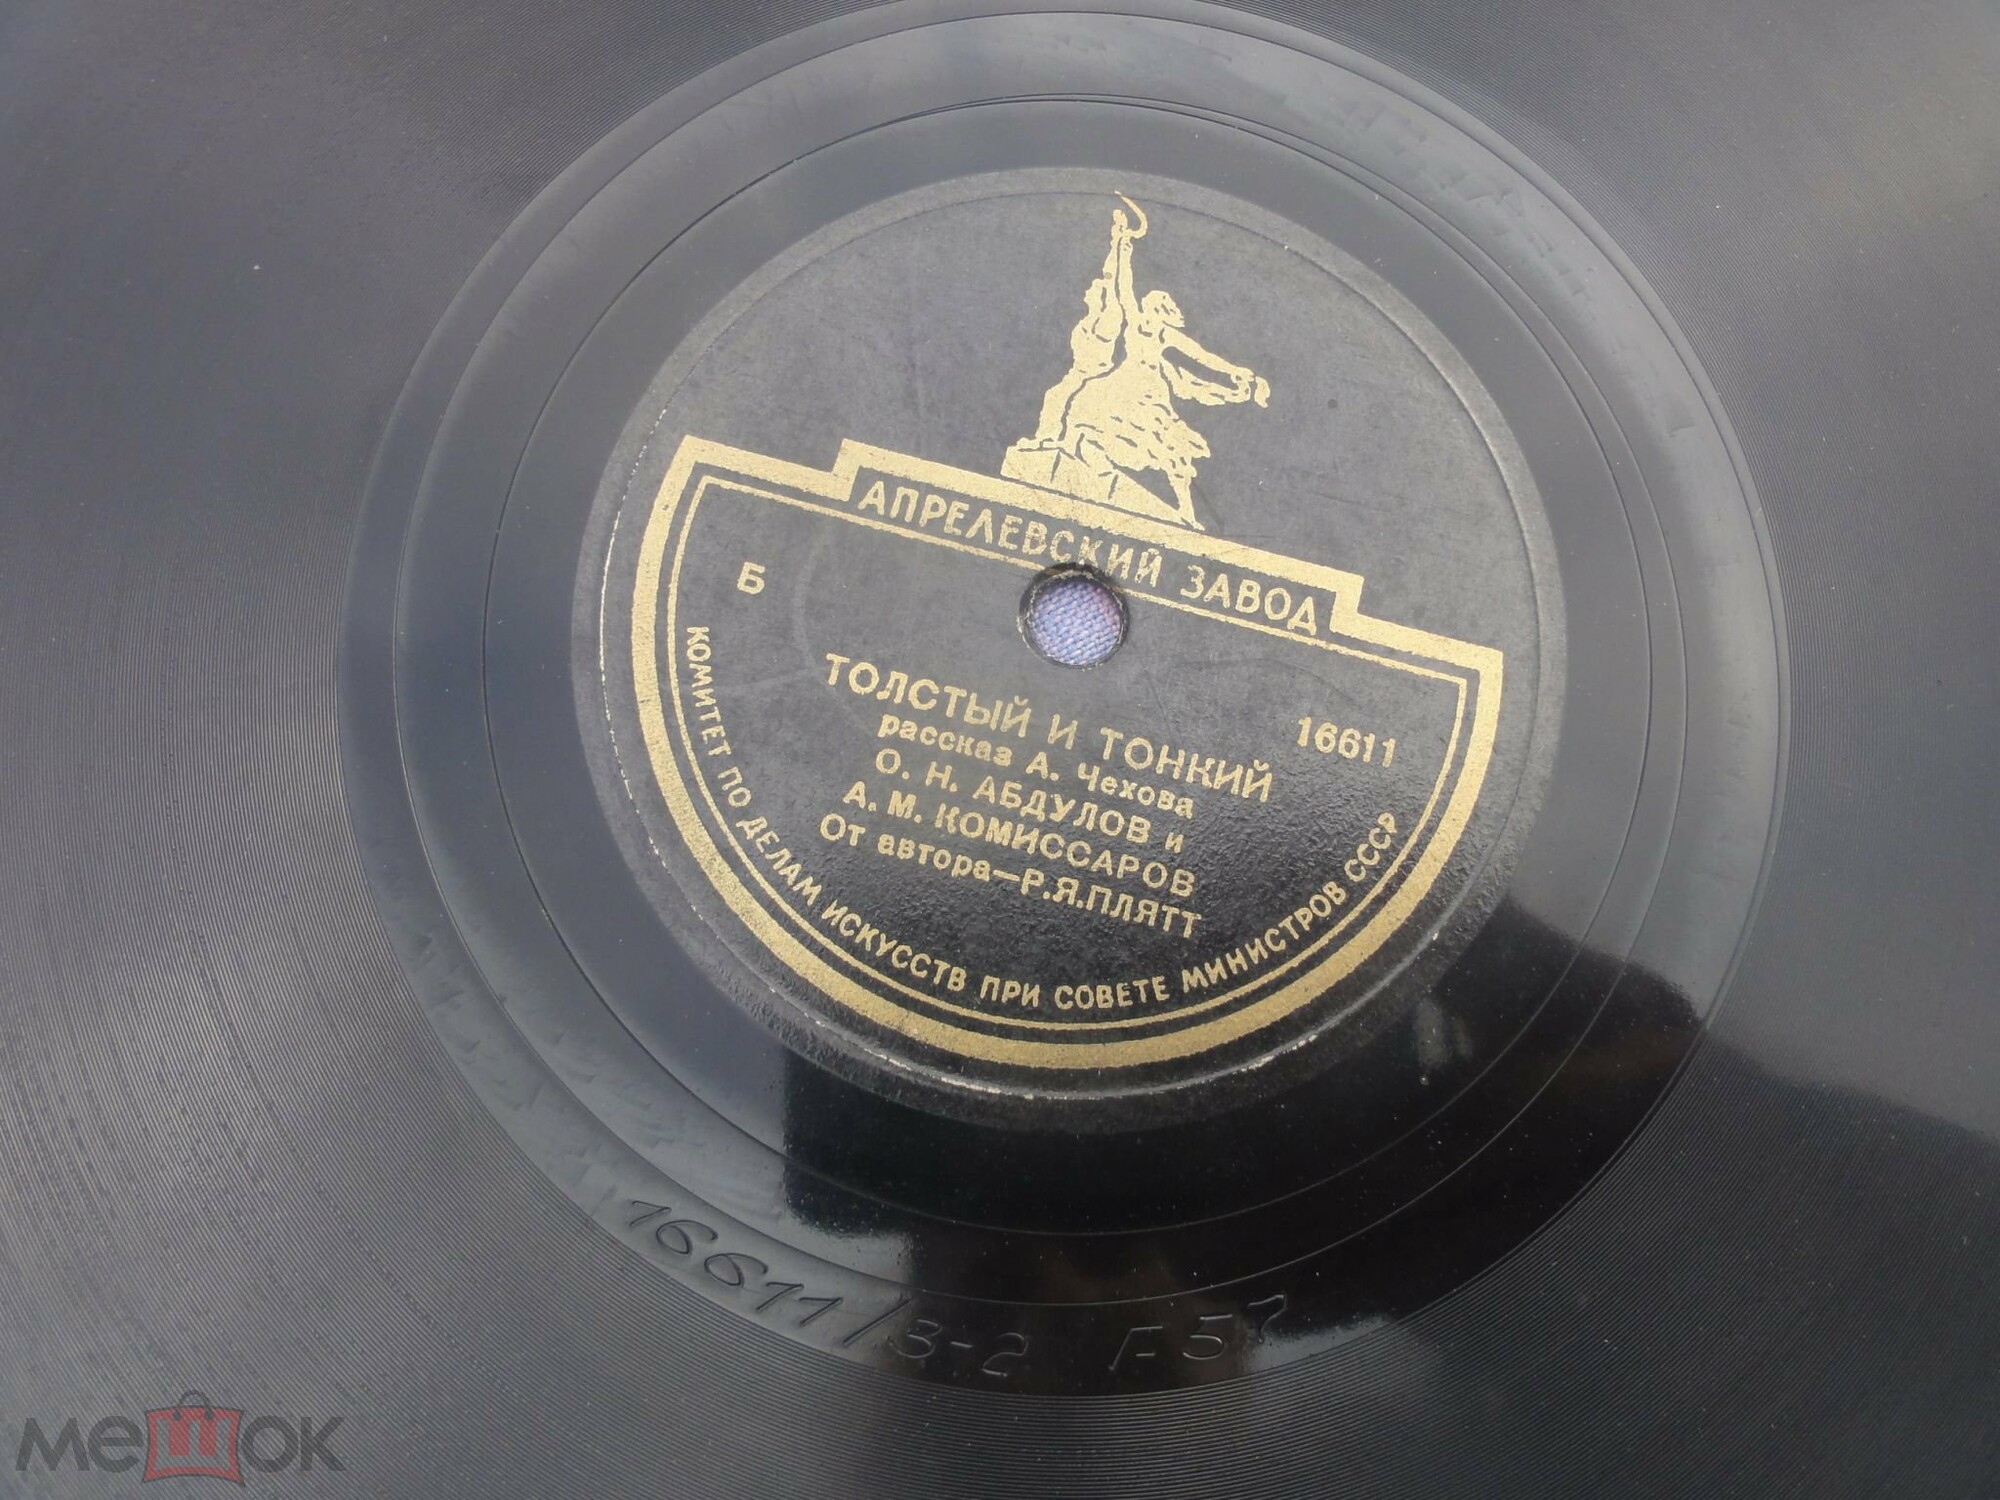 АПРЕЛЕВСКИЙ ЗАВОД
Б
16611
ТОЛСТЫЙ И ТОНКИЙ
рассказ А. Чехова
О. Н. АБДУЛОВ и
А. М. КОМИССАРОВ
От автора—Р.Я.ПЛЯТТ
КОМИТЕТ ПО ДЕЛАМ ИСКУССТВ ПРИ СОВЕТЕ МИНИСТРОВ СССР
16611/3-2 F57
мешок